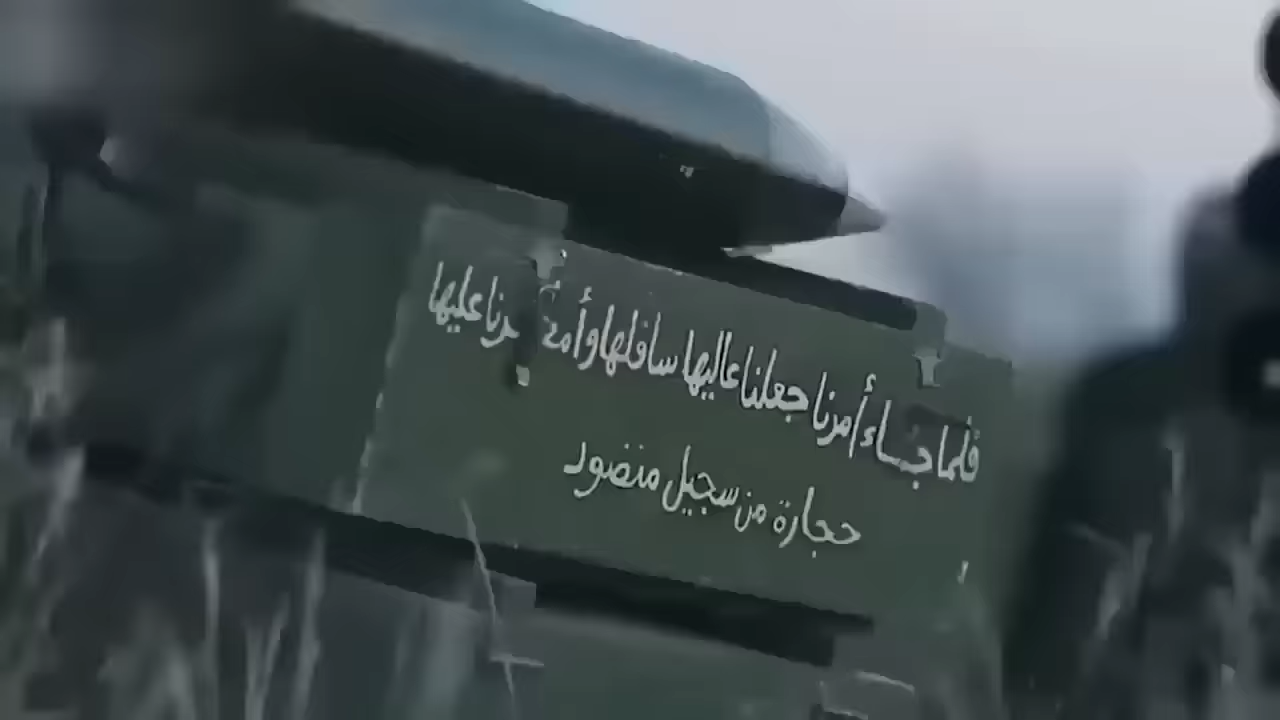 فلما جاء أمرنا جعلنا عاليها سافلها وأمطرنا عليها
حجارة من سجيل منضود